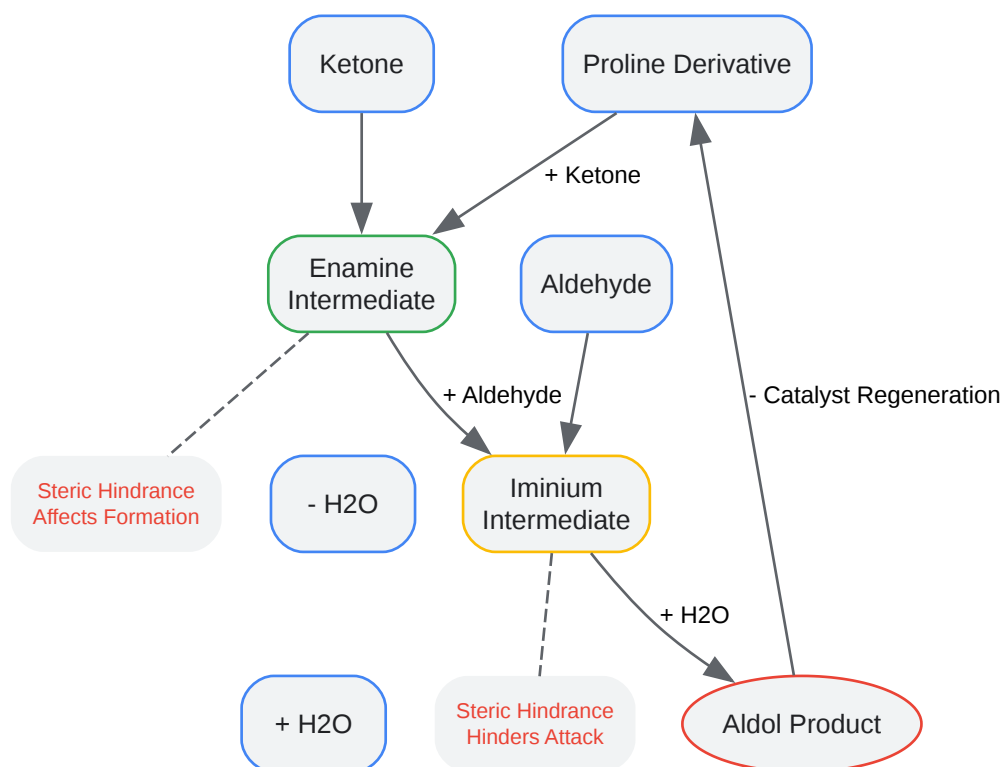 Ketone
Proline Derivative
+ Ketone
Enamine
Intermediate
Aldehyde
+ Aldehyde
- Catalyst Regeneration
Steric Hindrance
Affects Formation
- H2O
Iminium
Intermediate
+ H2O
+ H2O
Steric Hindrance
Hinders Attack
Aldol Product